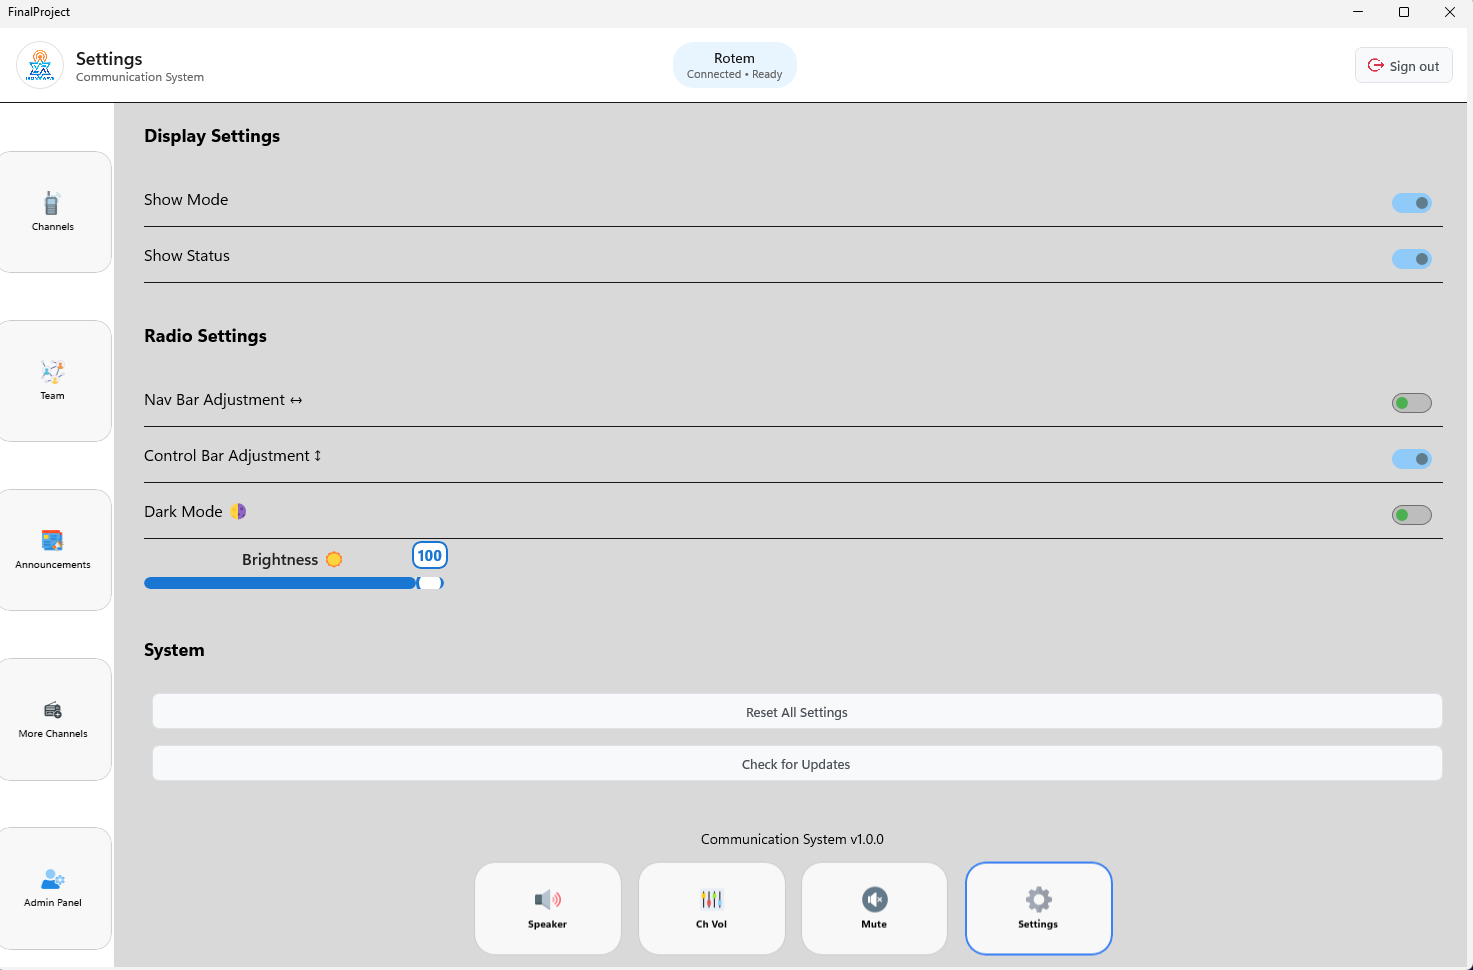 FinalProject
Settings
Communication System
Rotem
Connected • Ready
Sign out
Display Settings
Channels
Show Mode
Show Status
Radio Settings
Team
Nav Bar Adjustment ↔
Control Bar Adjustment ↕
Dark Mode
Announcements
Brightness
100
System
More Channels
Reset All Settings
Check for Updates
Communication System v1.0.0
Admin Panel
Speaker
Ch Vol
Mute
Settings